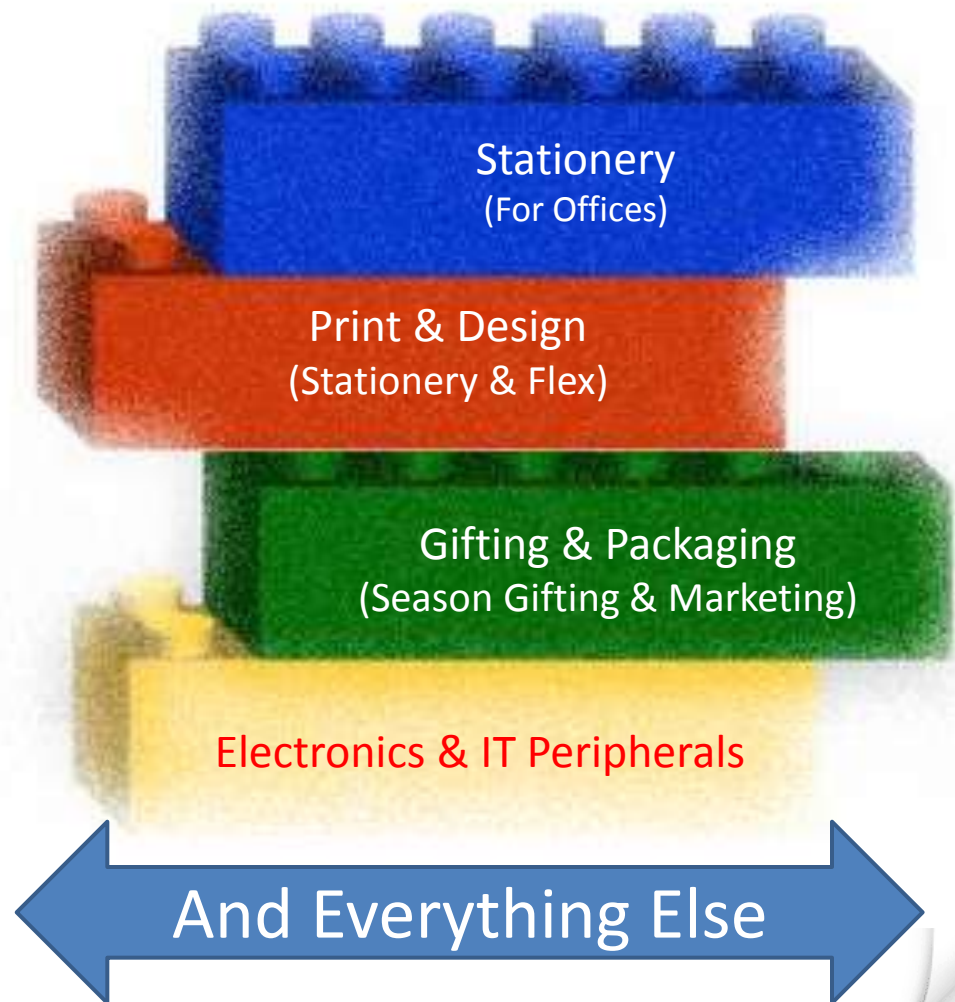 Stationery
(For Offices)
Print & Design
(Stationery & Flex)
Gifting & Packaging
(Season Gifting & Marketing)
Electronics & IT Peripherals
And Everything Else